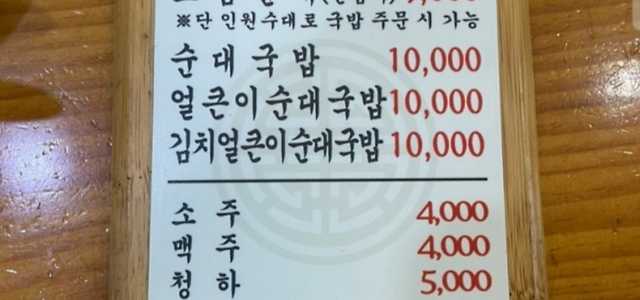 ※단 인원수대로 국밥 주문 시 가능
순대국밥 10,000
얼큰이순대국밥 10,000
김치얼큰이순대국밥 10,000
소주 4,000
맥주 4,000
청하 5,000